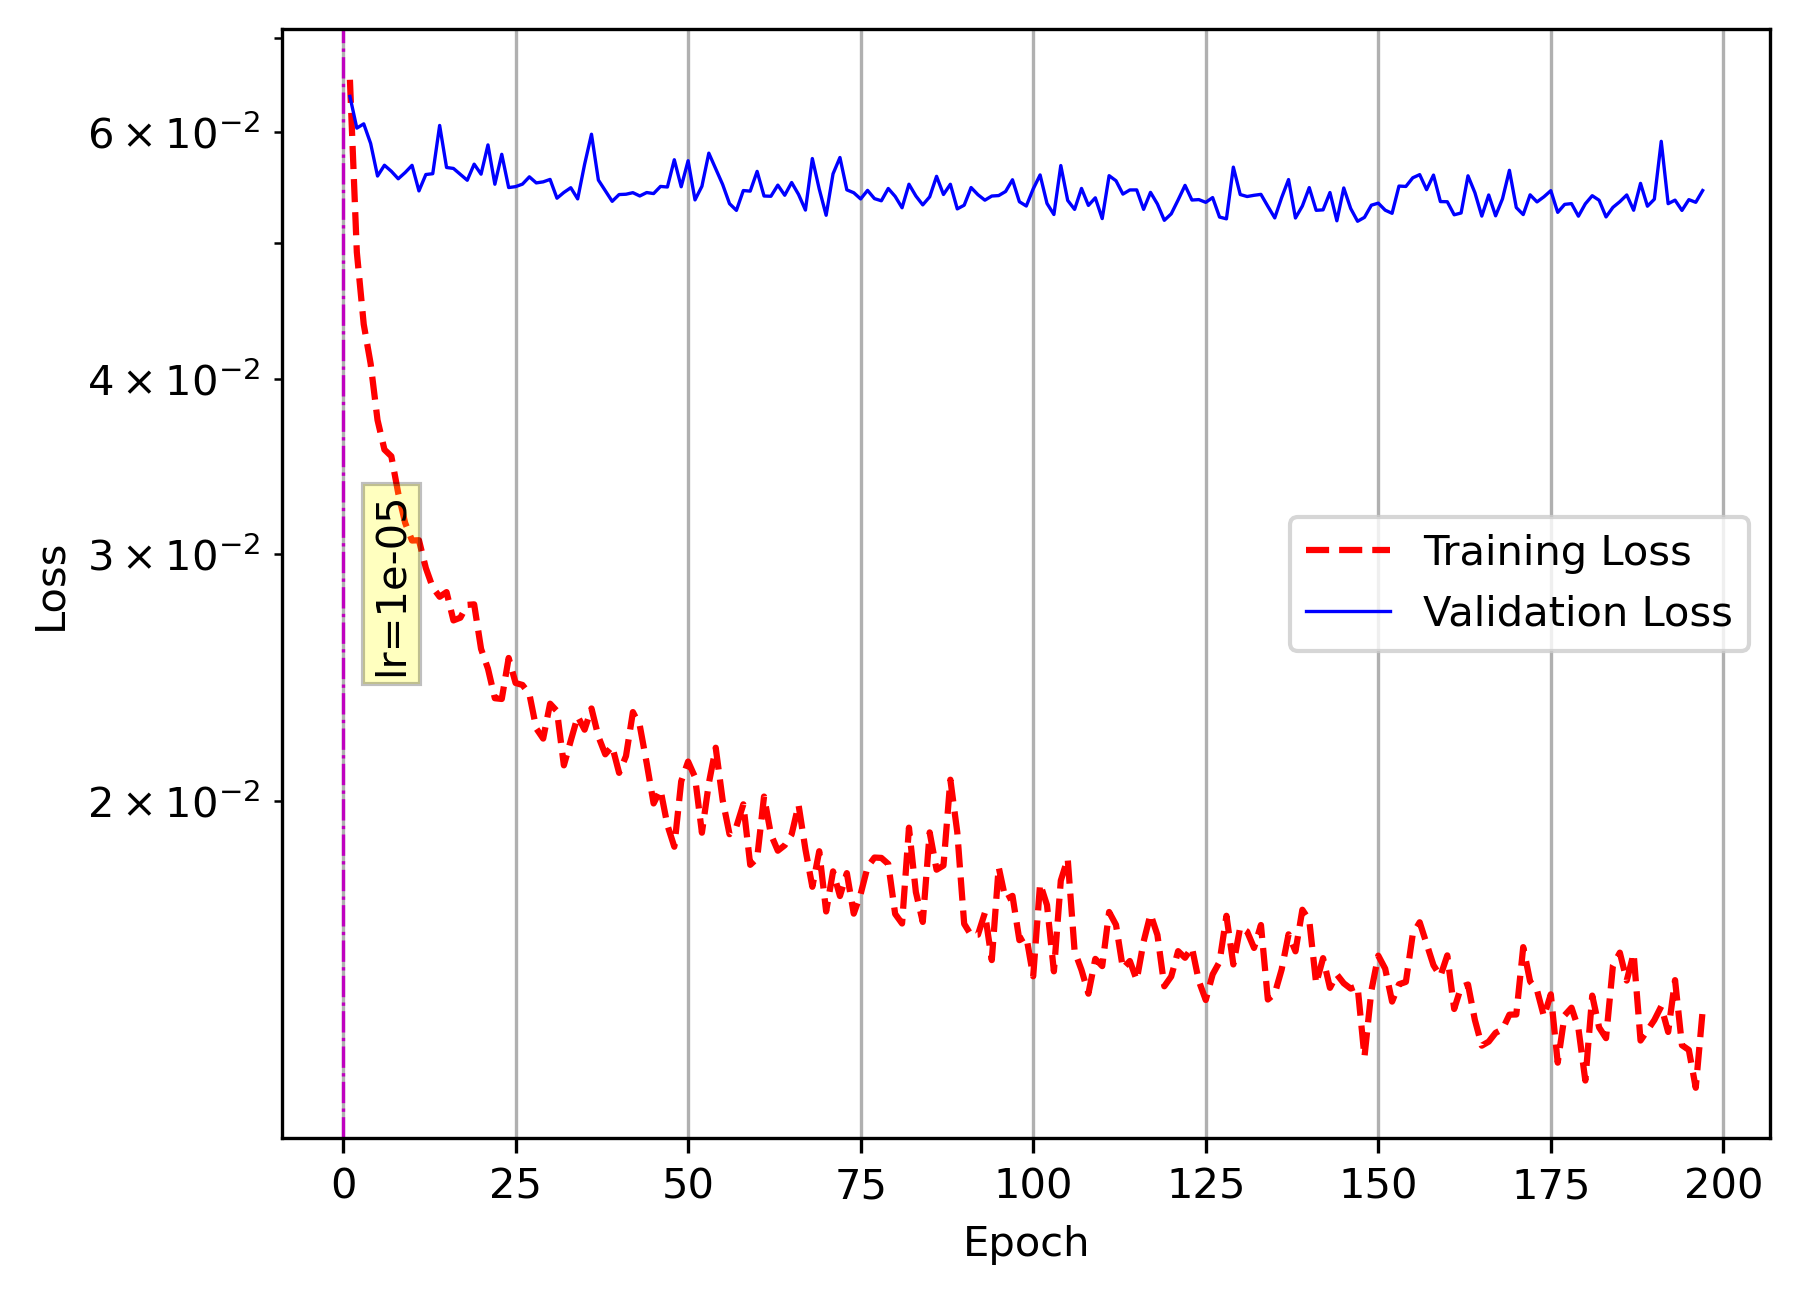 6×10⁻²
4×10⁻²
3×10⁻²
2×10⁻²
Loss
lr=1e-05
Training Loss
Validation Loss
0 25 50 75 100 125 150 175 200
Epoch